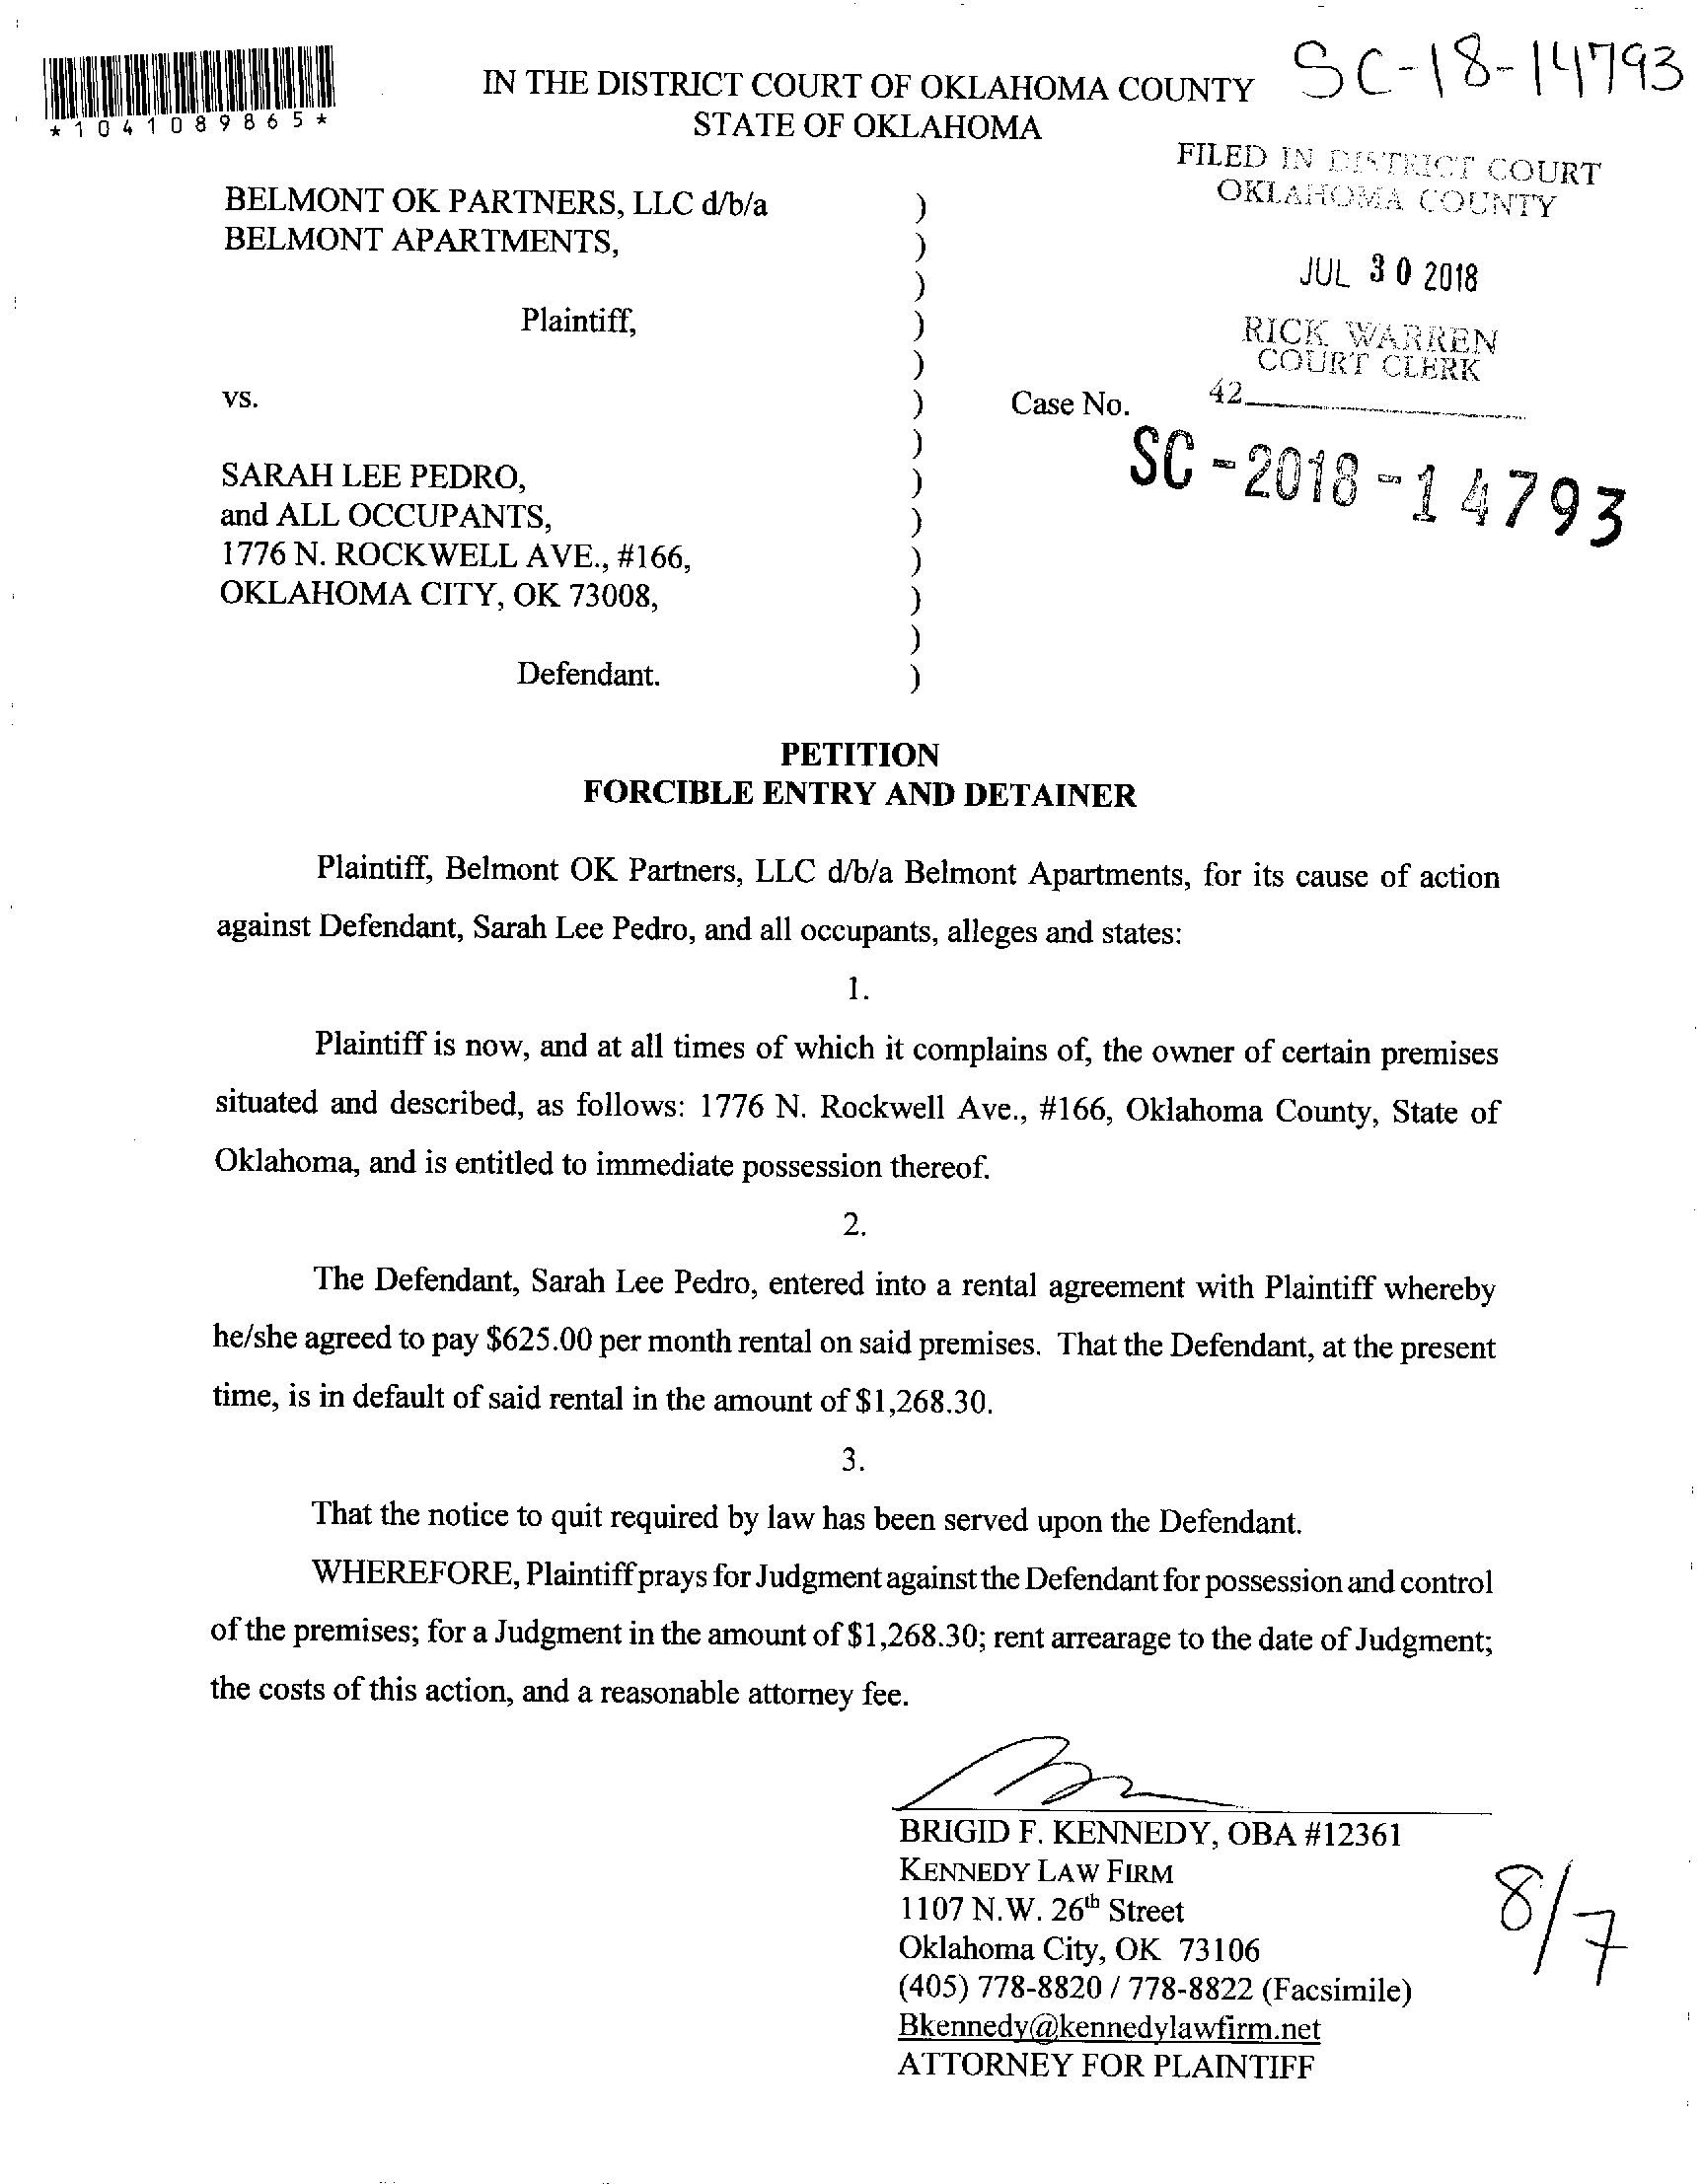 SC-18-14793
*1041089865*
IN THE DISTRICT COURT OF OKLAHOMA COUNTY
STATE OF OKLAHOMA
FILED IN DISTRICT COURT
OKLAHOMA COUNTY
JUL 30 2018
RICK WARREN
COURT CLERK
42
BELMONT OK PARTNERS, LLC d/b/a )
BELMONT APARTMENTS, )
)
Plaintiff, )
)
vs. ) Case No.
)
SC-2018-14793
SARAH LEE PEDRO, )
and ALL OCCUPANTS, )
1776 N. ROCKWELL AVE., #166, )
OKLAHOMA CITY, OK 73008, )
)
Defendant. )
PETITION
FORCIBLE ENTRY AND DETAINER
Plaintiff, Belmont OK Partners, LLC d/b/a Belmont Apartments, for its cause of action
against Defendant, Sarah Lee Pedro, and all occupants, alleges and states:
1.
Plaintiff is now, and at all times of which it complains of, the owner of certain premises
situated and described, as follows: 1776 N. Rockwell Ave., #166, Oklahoma County, State of
Oklahoma, and is entitled to immediate possession thereof.
2.
The Defendant, Sarah Lee Pedro, entered into a rental agreement with Plaintiff whereby
he/she agreed to pay $625.00 per month rental on said premises. That the Defendant, at the present
time, is in default of said rental in the amount of $1,268.30.
3.
That the notice to quit required by law has been served upon the Defendant.
WHEREFORE, Plaintiff prays for Judgment against the Defendant for possession and control
of the premises; for a Judgment in the amount of $1,268.30; rent arrearage to the date of Judgment;
the costs of this action, and a reasonable attorney fee.
BRIGID F. KENNEDY, OBA #12361
KENNEDY LAW FIRM
1107 N.W. 26th Street
Oklahoma City, OK 73106
(405) 778-8820 / 778-8822 (Facsimile)
Bkennedy@kennedylawfirm.net
ATTORNEY FOR PLAINTIFF
8/7